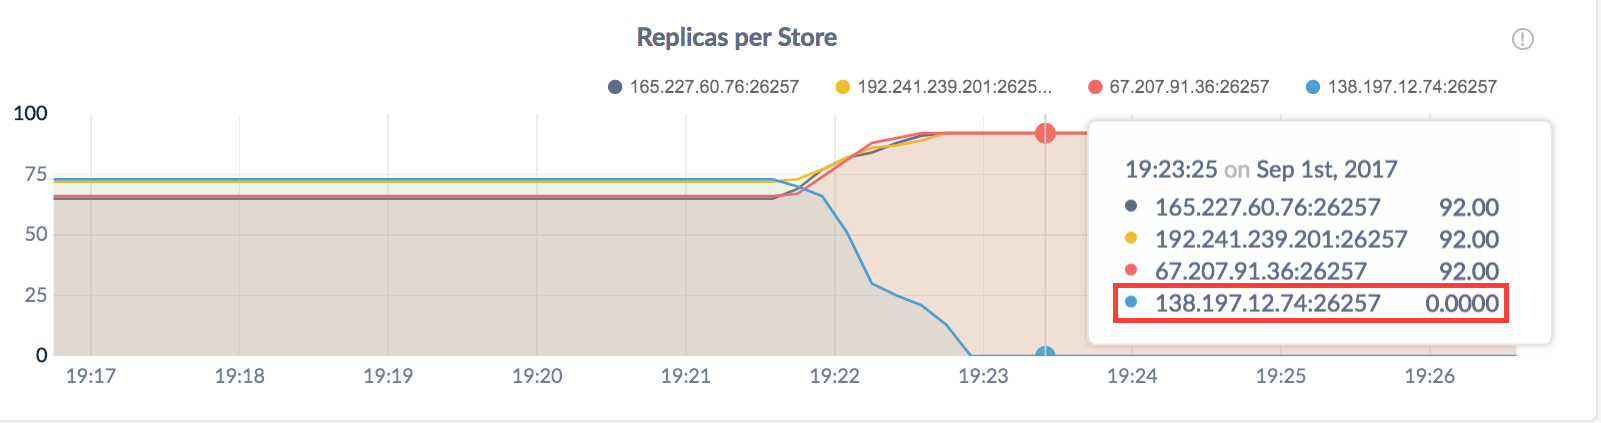 Replicas per Store
165.227.60.76:26257 192.241.239.201:2625... 67.207.91.36:26257 138.197.12.74:26257
100
75
50
25
0
19:17 19:18 19:19 19:20 19:21 19:22 19:23 19:24 19:25 19:26
19:23:25 on Sep 1st, 2017
165.227.60.76:26257 92.00
192.241.239.201:26257 92.00
67.207.91.36:26257 92.00
138.197.12.74:26257 0.0000